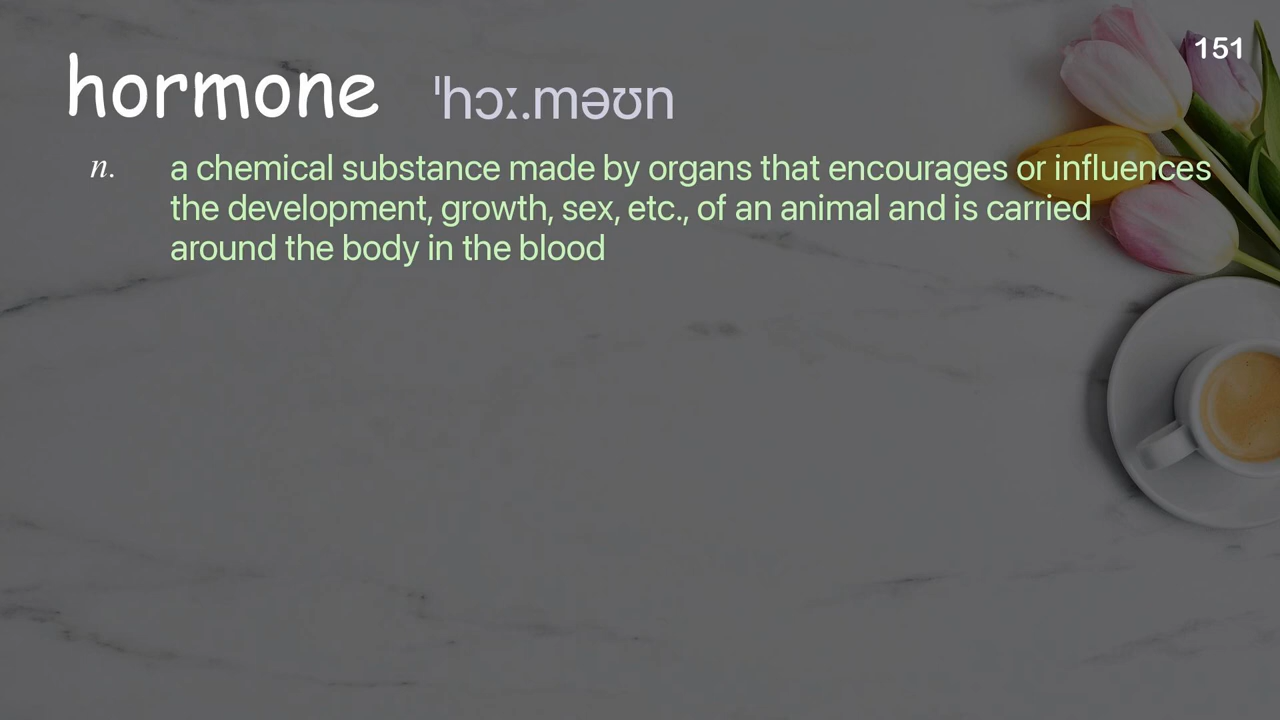 151
hormone ˈhɔː.məʊn
n. a chemical substance made by organs that encourages or influences
the development, growth, sex, etc., of an animal and is carried
around the body in the blood